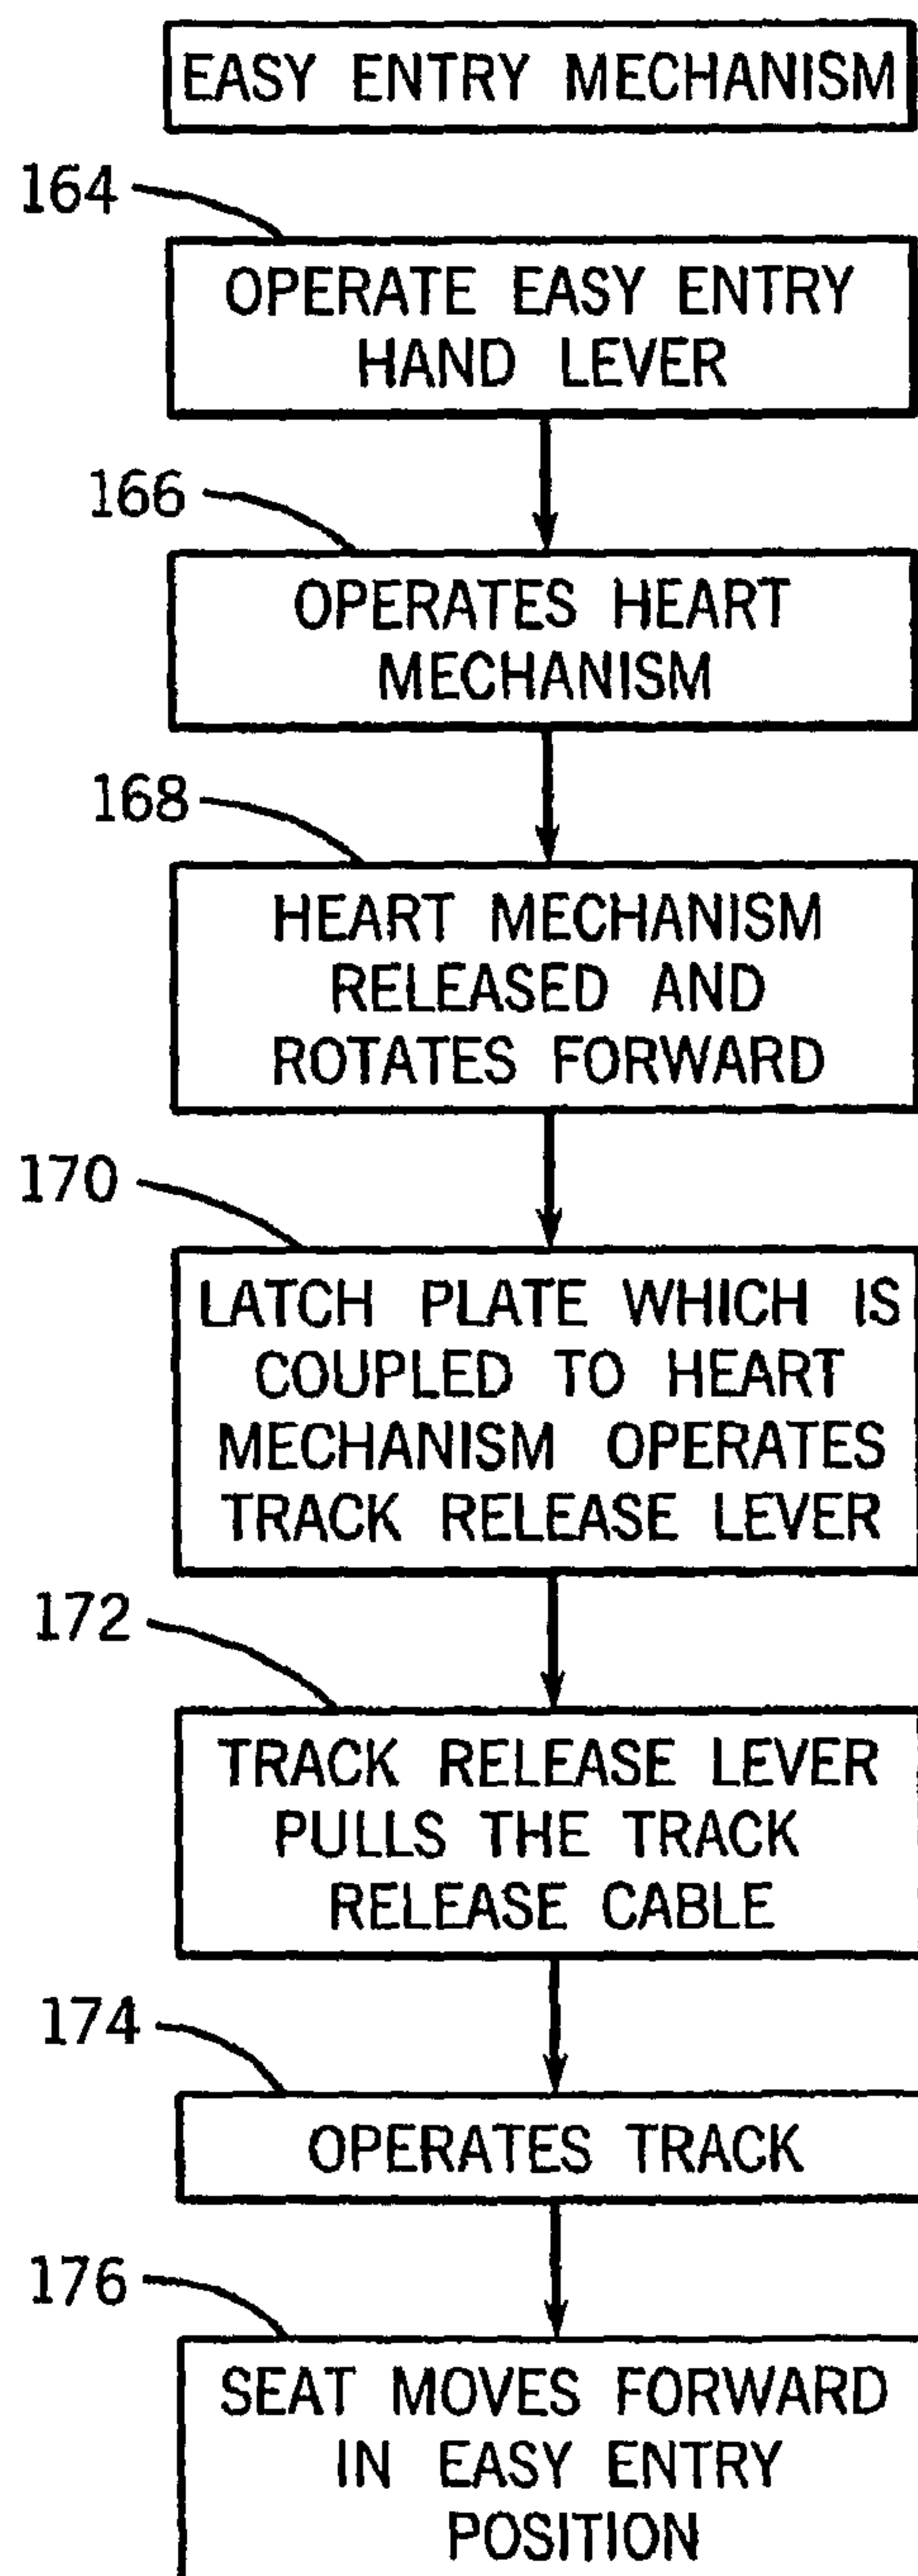 EASY ENTRY MECHANISM
164
OPERATE EASY ENTRY
HAND LEVER
166
OPERATES HEART
MECHANISM
168
HEART MECHANISM
RELEASED AND
ROTATES FORWARD
170
LATCH PLATE WHICH IS
COUPLED TO HEART
MECHANISM OPERATES
TRACK RELEASE LEVER
172
TRACK RELEASE LEVER
PULLS THE TRACK
RELEASE CABLE
174
OPERATES TRACK
176
SEAT MOVES FORWARD
IN EASY ENTRY
POSITION